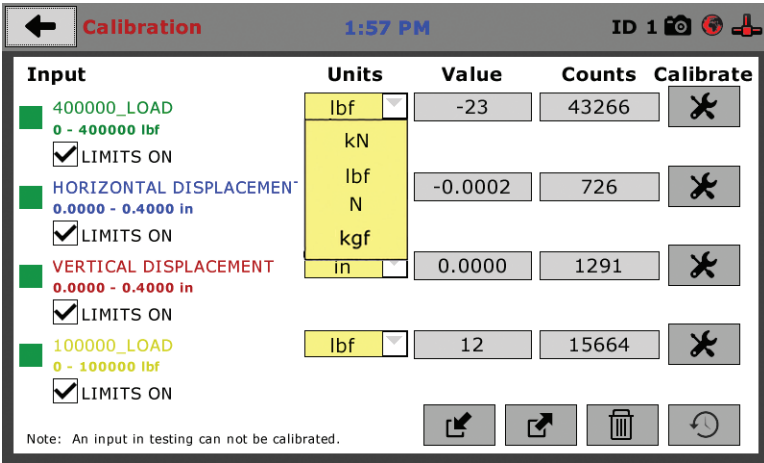 Calibration 1:57 PM ID 1
Input Units Value Counts Calibrate
400000_LOAD lbf -23 43266
0 - 400000 lbf
LIMITS ON
kN
lbf
N
kgf
HORIZONTAL DISPLACEMEN -0.0002 726
0.0000 - 0.4000 in
LIMITS ON
VERTICAL DISPLACEMENT in 0.0000 1291
0.0000 - 0.4000 in
LIMITS ON
100000_LOAD lbf 12 15664
0 - 100000 lbf
LIMITS ON
Note: An input in testing can not be calibrated.